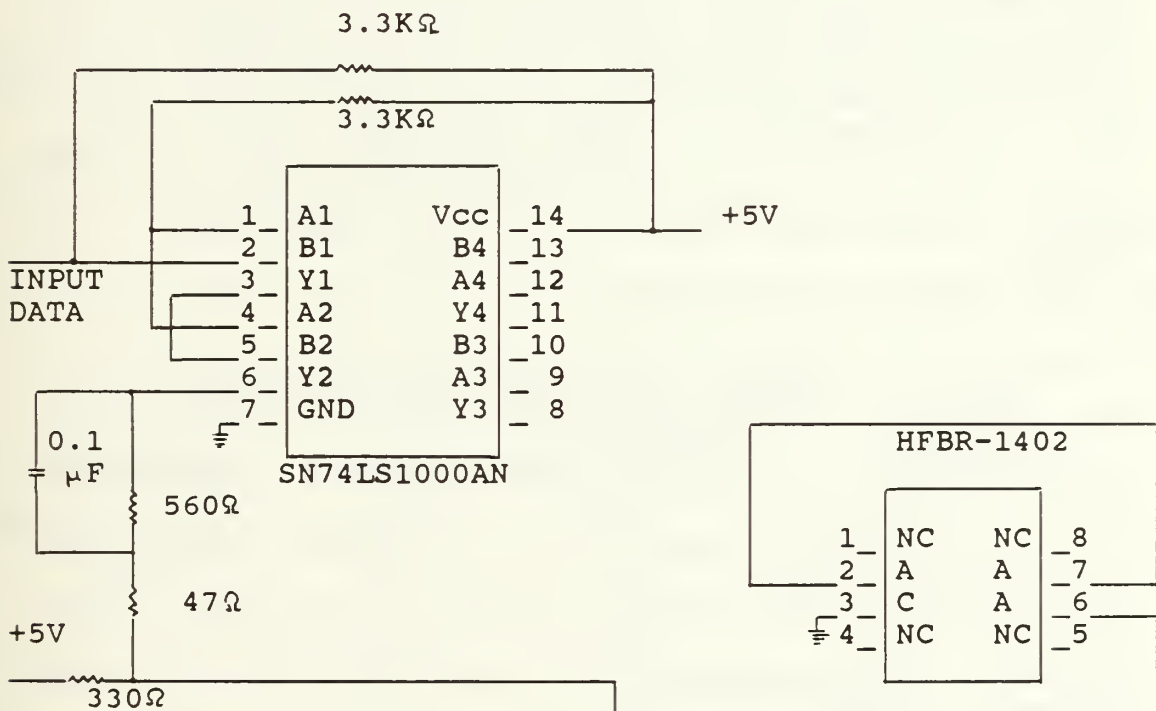 3.3KΩ
3.3KΩ
+5V
INPUT
DATA
1 A1 Vcc 14
2 B1 B4 13
3 Y1 A4 12
4 A2 Y4 11
5 B2 B3 10
6 Y2 A3 9
7 GND Y3 8
SN74LS1000AN
0.1
μF
560Ω
47Ω
+5V
330Ω
HFBR-1402
1 NC NC 8
2 A A 7
3 C A 6
4 NC NC 5